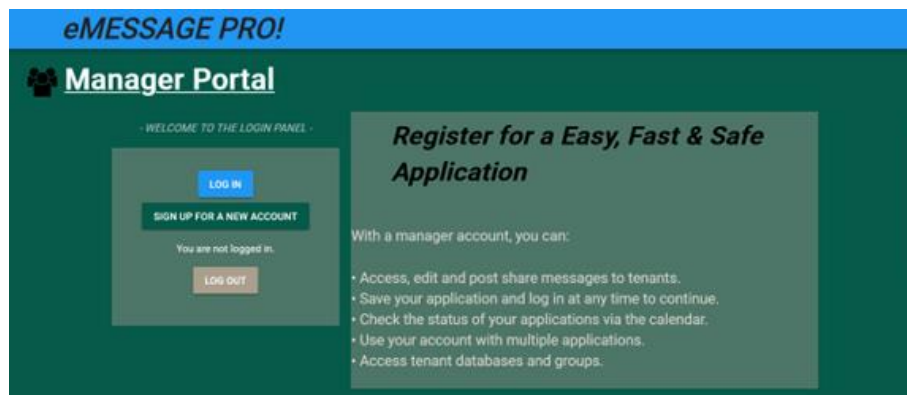 eMESSAGE PRO!
Manager Portal
- WELCOME TO THE LOGIN PANEL -
LOG IN
SIGN UP FOR A NEW ACCOUNT
You are not logged in.
LOG OUT
Register for a Easy, Fast & Safe
Application
With a manager account, you can:
• Access, edit and post share messages to tenants.
• Save your application and log in at any time to continue.
• Check the status of your applications via the calendar.
• Use your account with multiple applications.
• Access tenant databases and groups.